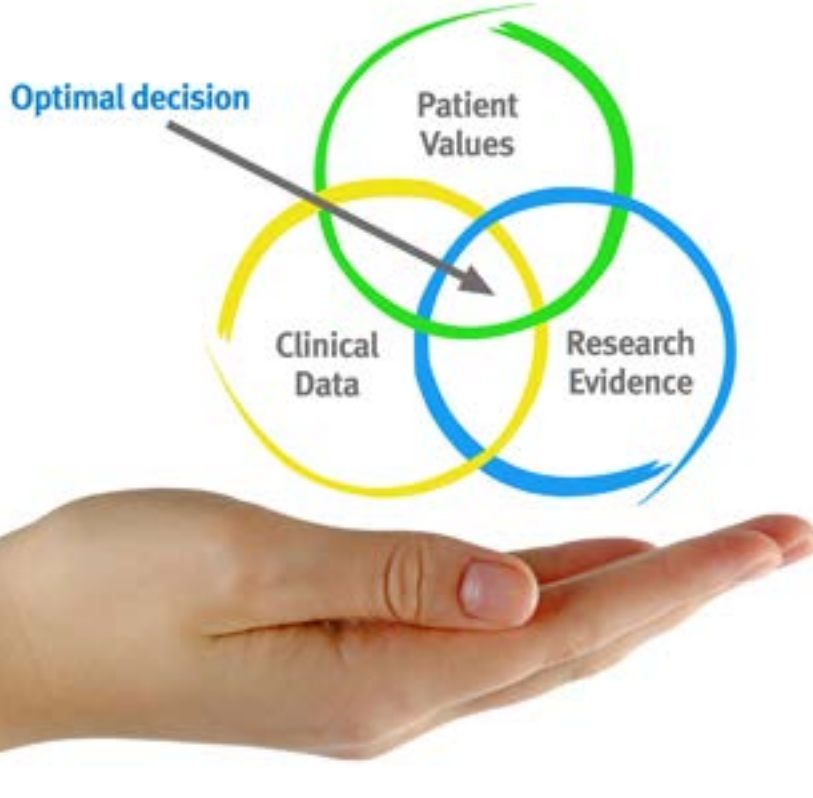 Optimal decision
Patient
Values
Clinical
Data
Research
Evidence